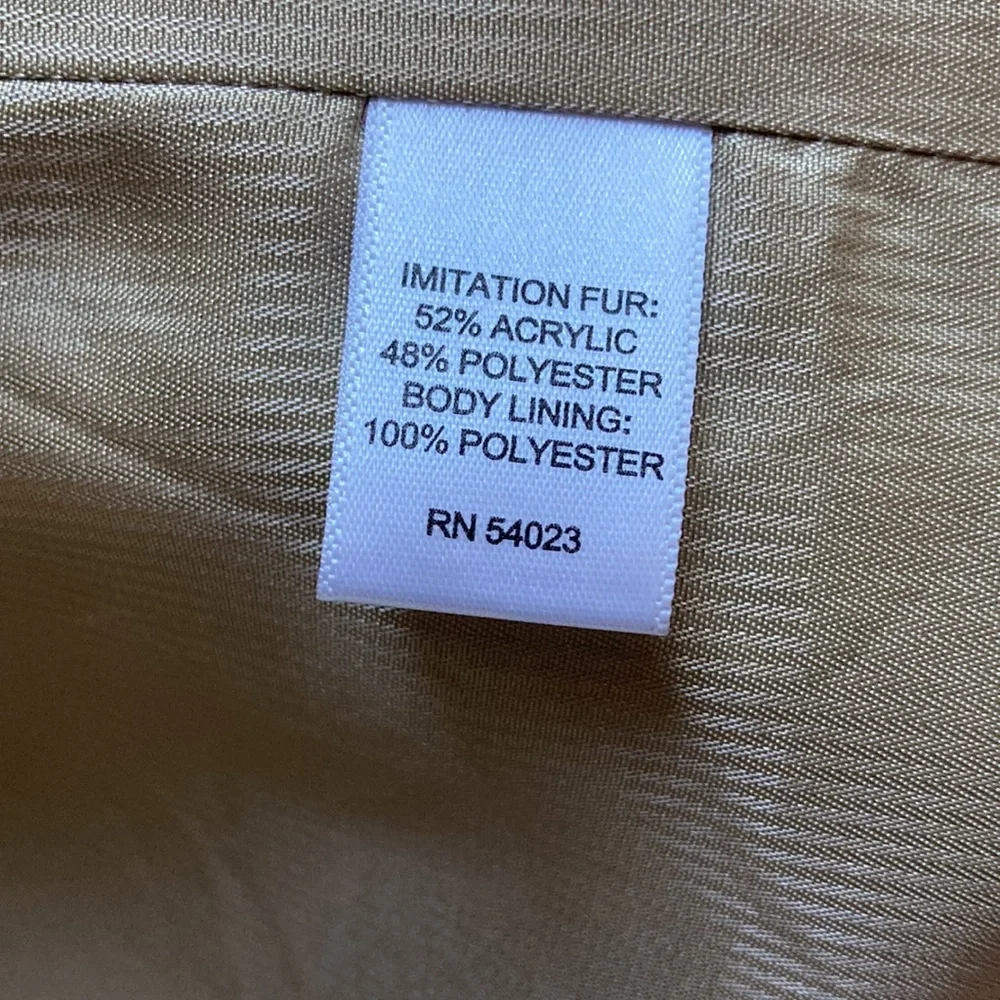 IMITATION FUR:
52% ACRYLIC
48% POLYESTER
BODY LINING:
100% POLYESTER
RN 54023